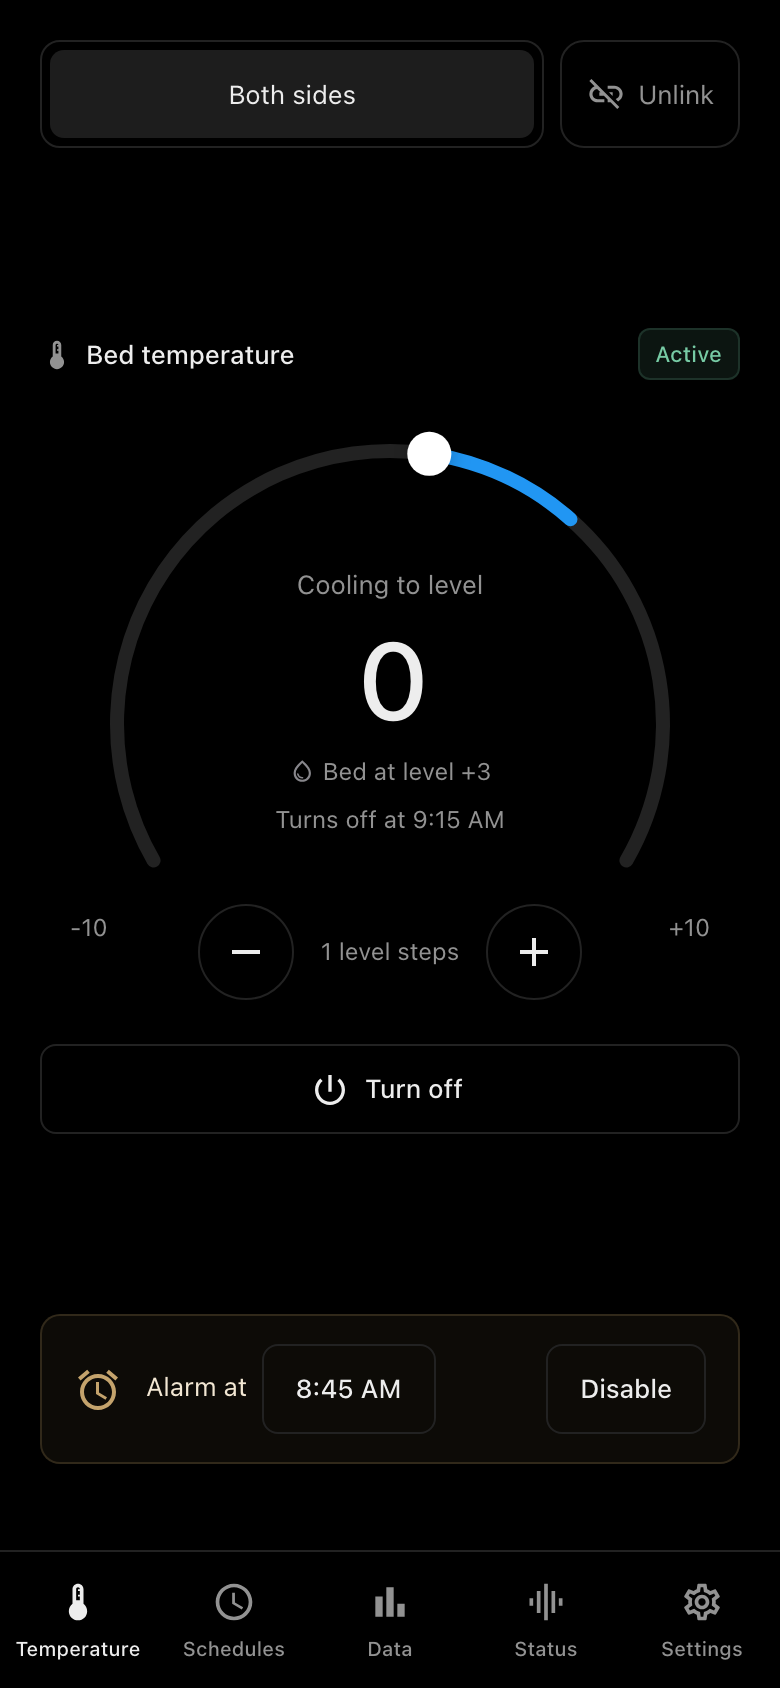 Both sides
Unlink
Bed temperature
Active
Cooling to level
0
Bed at level +3
Turns off at 9:15 AM
-10
1 level steps
+10
Turn off
Alarm at
8:45 AM
Disable
Temperature
Schedules
Data
Status
Settings